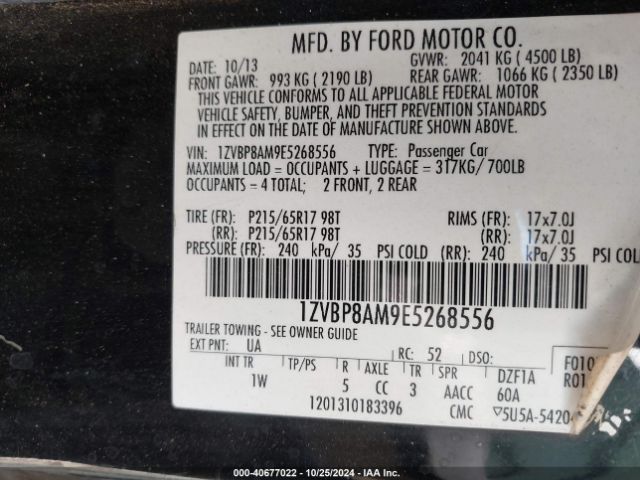 MFD. BY FORD MOTOR CO.
DATE: 10/13 GVWR: 2041 KG ( 4500 LB)
FRONT GAWR: 993 KG ( 2190 LB) REAR GAWR: 1066 KG ( 2350 LB)
THIS VEHICLE CONFORMS TO ALL APPLICABLE FEDERAL MOTOR
VEHICLE SAFETY, BUMPER, AND THEFT PREVENTION STANDARDS
IN EFFECT ON THE DATE OF MANUFACTURE SHOWN ABOVE.
VIN: 1ZVBP8AM9E5268556 TYPE: Passenger Car
MAXIMUM LOAD = OCCUPANTS + LUGGAGE = 317KG/ 700LB
OCCUPANTS = 4 TOTAL; 2 FRONT, 2 REAR
TIRE (FR): P215/65R17 98T RIMS (FR): 17x7.0J
(RR): P215/65R17 98T (RR): 17x7.0J
PRESSURE (FR): 240 kPa/ 35 PSI COLD (RR): 240 kPa/ 35 PSI COLD
1ZVBP8AM9E5268556
TRAILER TOWING - SEE OWNER GUIDE
EXT PNT: UA RC: 52 DSO: F010
INT TR TP/PS R AXLE TR SPR DZF1A R01
1W 5 CC 3 AACC 60A
1201310183396 CMC 5U5A-5420
000-40677022 - 10/25/2024 - IAA Inc.